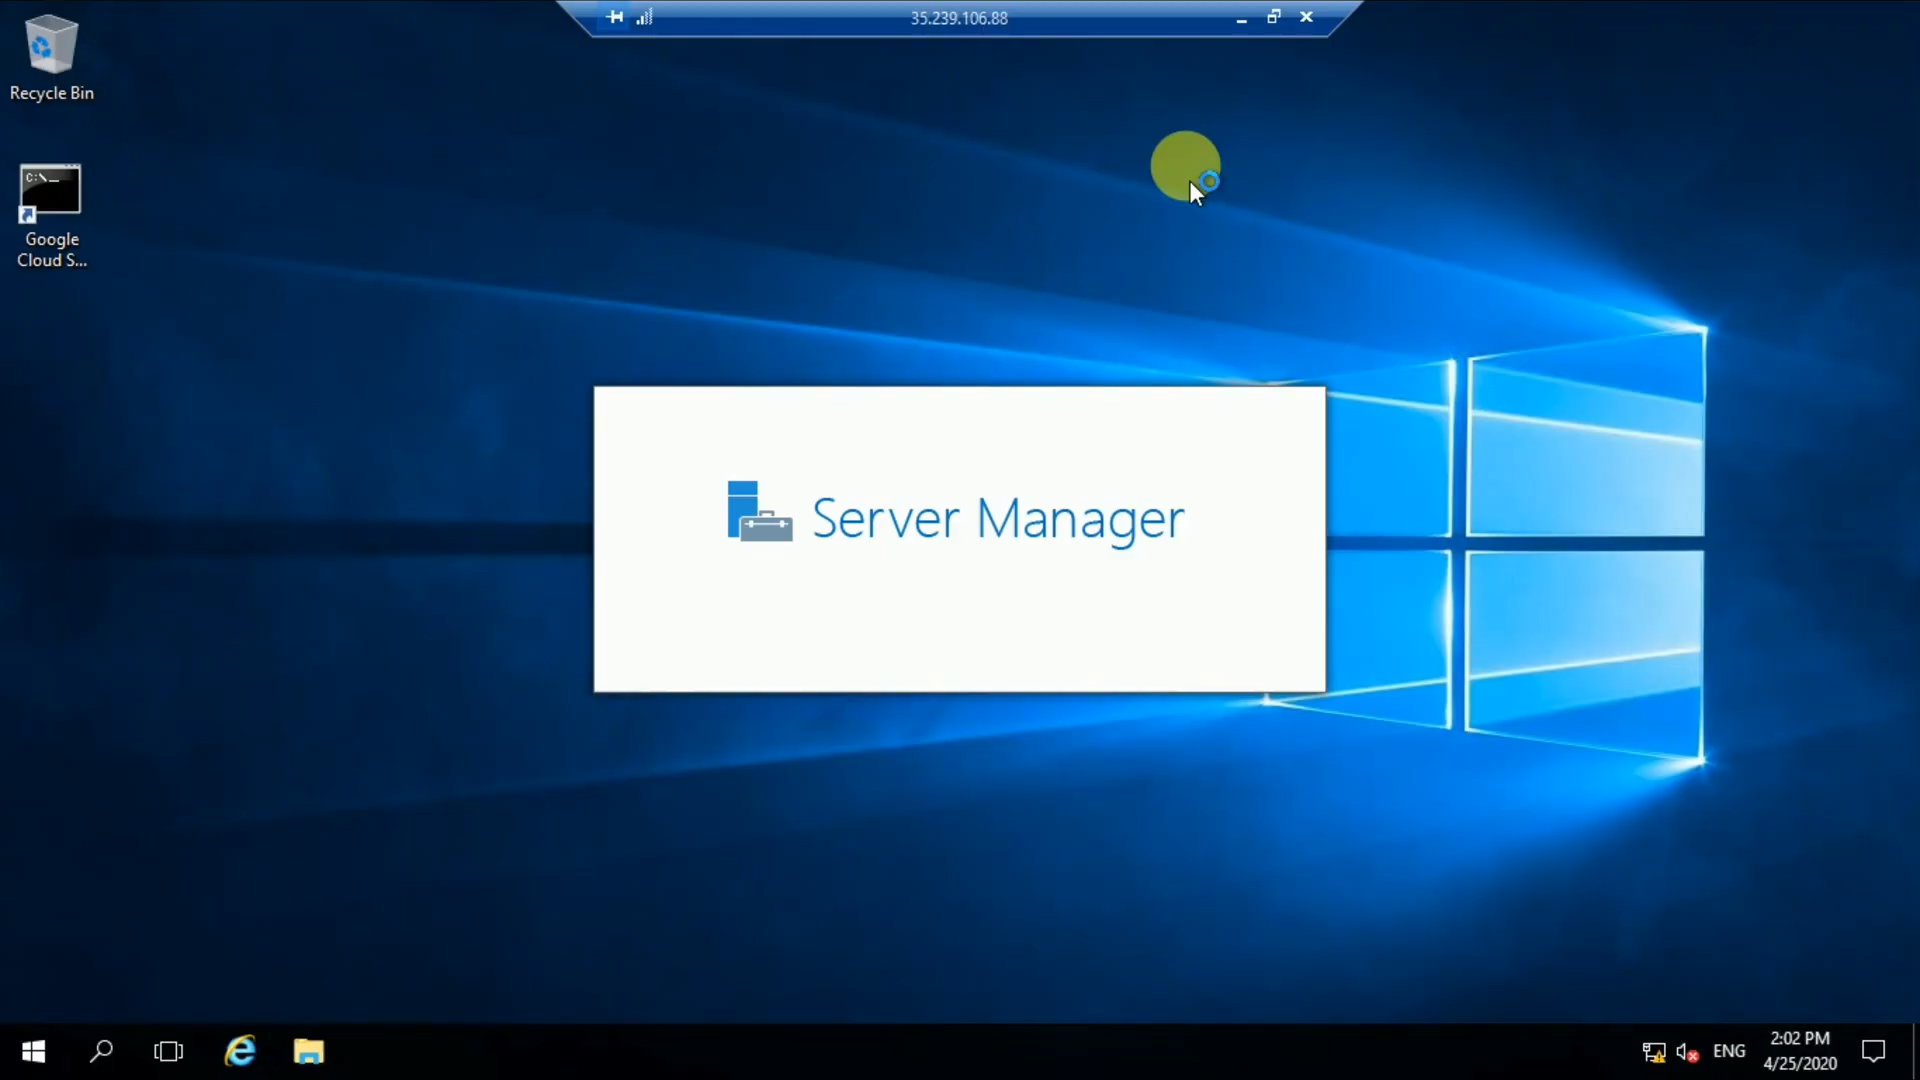 35.239.106.88
Recycle Bin
C:\_
Google
Cloud S...
Server Manager
ENG
2:02 PM
4/25/2020